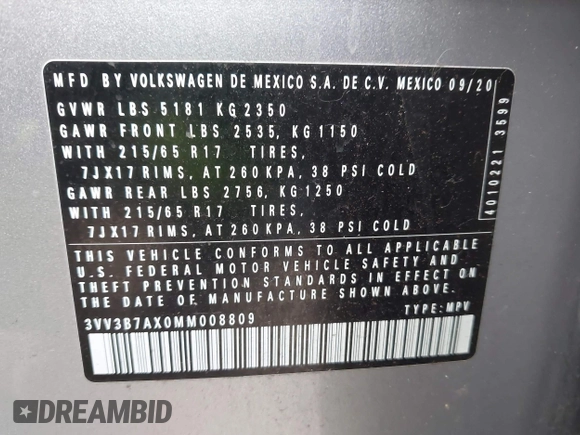 MFD BY VOLKSWAGEN DE MEXICO S.A. DE C.V. MEXICO 09/20
GVWR LBS 5181 KG 2350
GAWR FRONT LBS 2535, KG 1150
WITH 215/65 R17 TIRES,
7JX17 RIMS, AT 260 KPA, 38 PSI COLD
GAWR REAR LBS 2756, KG 1250
WITH 215/65 R17 TIRES,
7JX17 RIMS, AT 260 KPA, 38 PSI COLD
4010221 3599
THIS VEHICLE CONFORMS TO ALL APPLICABLE
U.S. FEDERAL MOTOR VEHICLE SAFETY AND
THEFT PREVENTION STANDARDS IN EFFECT ON
THE DATE OF MANUFACTURE SHOWN ABOVE.
3VV3B7AX0MM008809 TYPE: MPV
DREAMBID